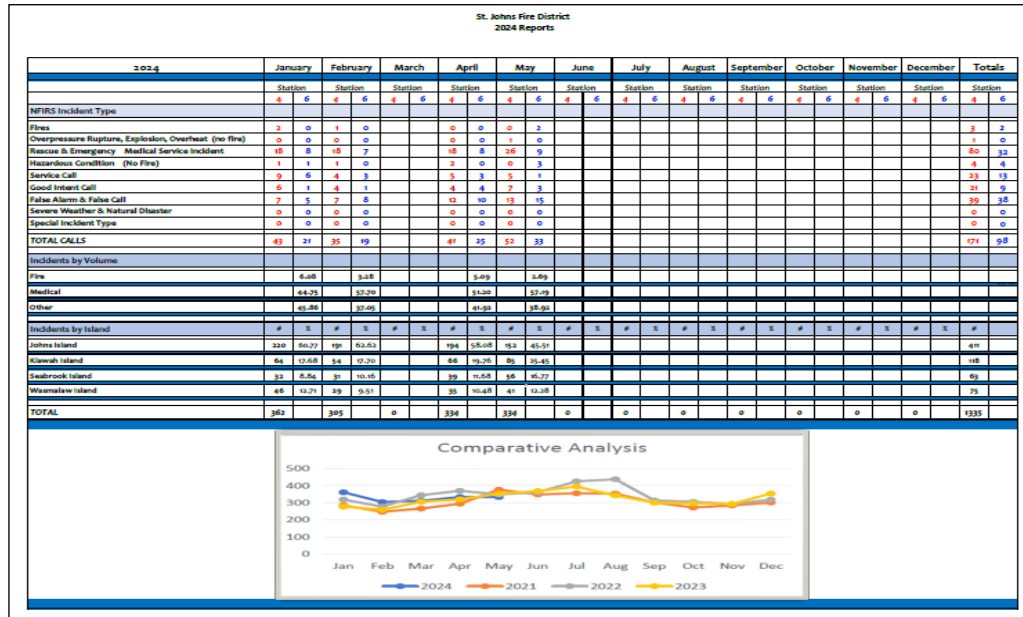 St. Johns Fire District
2024 Reports
2024 January February March April May June July August September October November December Totals
Station Station Station Station Station Station Station Station Station Station Station Station Station
4 6 4 6 4 6 4 6 4 6 4 6 4 6 4 6 4 6 4 6 4 6 4 6 4 6
NFIRS Incident Type
Fires 2 0 1 0 0 0 0 2 3 2
Overpressure Rupture, Explosion, Overheat (no fire) 0 0 0 0 0 0 1 0 1 0
Rescue & Emergency Medical Service Incident 18 8 18 7 18 8 26 9 80 32
Hazardous Condition (No Fire) 1 1 1 0 2 0 0 3 4 4
Service Call 9 6 4 3 5 3 5 1 23 13
Good Intent Call 6 1 4 1 4 4 7 3 21 9
False Alarm & False Call 7 5 7 8 12 10 13 15 39 38
Severe Weather & Natural Disaster 0 0 0 0 0 0 0 0 0 0
Special Incident Type 0 0 0 0 0 0 0 0 0 0
TOTAL CALLS 43 21 35 19 41 25 52 33 171 98
Incidents by Volume
Fire 6.08 3.28 5.09 2.69
Medical 44.75 57.70 51.20 57.19
Other 45.86 37.05 41.92 38.92
Incidents by Island # % # % # % # % # % # % # % # % # % # % # % # % #
Johns Island 220 60.77 191 62.62 194 58.08 152 45.51 411
Kiawah Island 64 17.68 54 17.70 66 19.76 85 25.45 118
Seabrook Island 32 8.84 31 10.16 39 11.68 56 16.77 63
Wasmalaw Island 46 12.71 29 9.51 35 10.48 41 12.28 75
TOTAL 362 305 0 334 334 0 0 0 0 0 0 0 1335
Comparative Analysis
500
400
300
200
100
0
Jan Feb Mar Apr May Jun Jul Aug Sep Oct Nov Dec
2024 2021 2022 2023